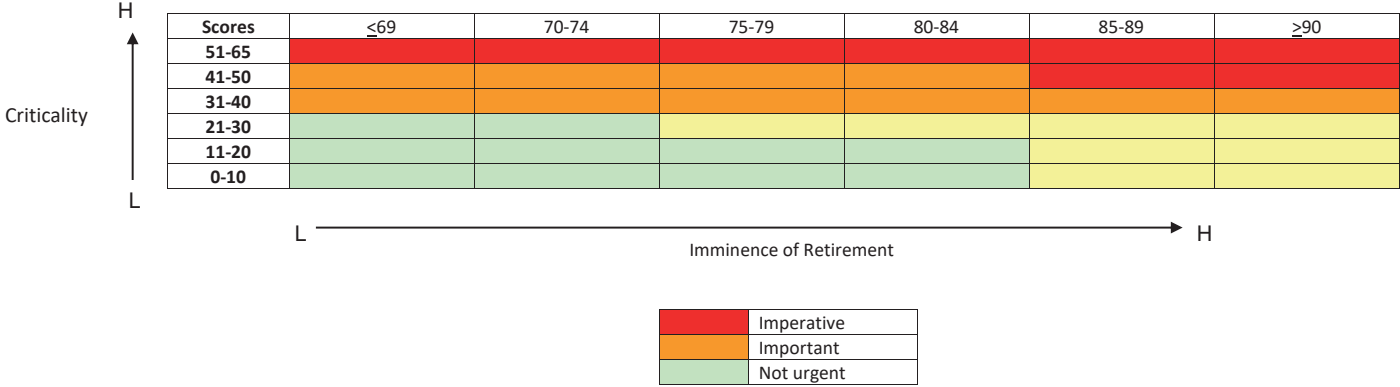 H
Scores <69 70-74 75-79 80-84 85-89 >90
51-65
41-50
31-40
Criticality
21-30
11-20
0-10
L
L H
Imminence of Retirement
Imperative
Important
Not urgent